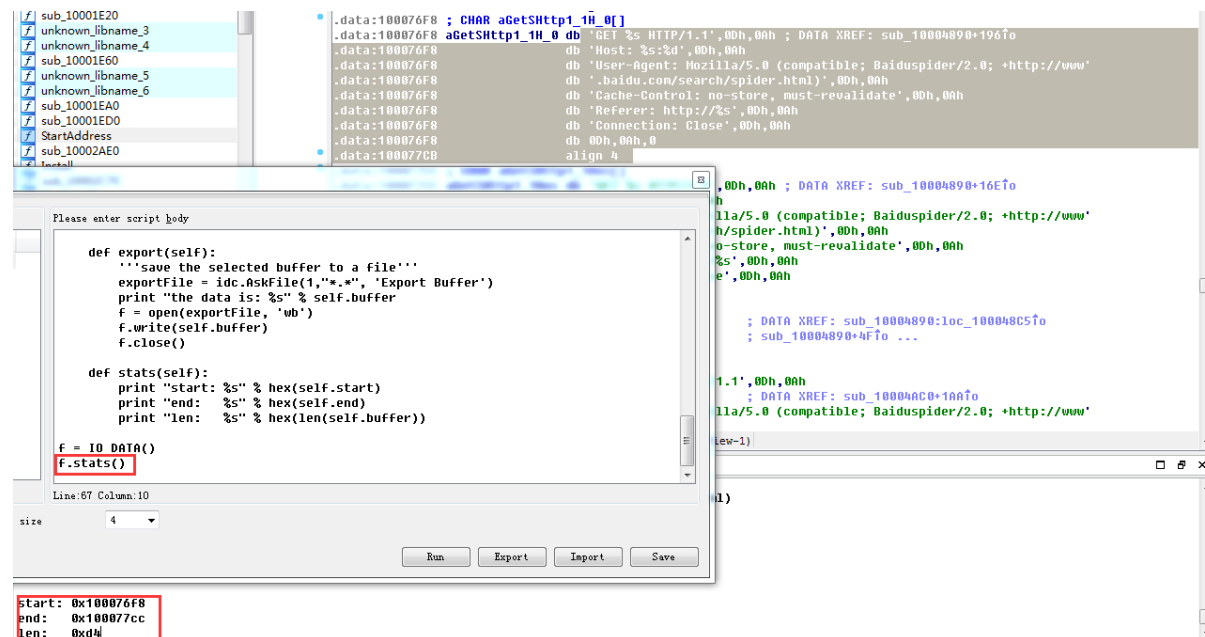 sub_10001E20
unknown_libname_3
unknown_libname_4
sub_10001E60
unknown_libname_5
unknown_libname_6
sub_10001EA0
sub_10001ED0
StartAddress
sub_10002AE0
Install
.data:100076F8 ; CHAR aGetSHttp1_1H_0[]
.data:100076F8 aGetSHttp1_1H_0 db 'GET %s HTTP/1.1',0Dh,0Ah ; DATA XREF: sub_10004890+196↑o
.data:100076F8 db 'Host: %s:%d',0Dh,0Ah
.data:100076F8 db 'User-Agent: Mozilla/5.0 (compatible; Baiduspider/2.0; +http://www'
.data:100076F8 db '.baidu.com/search/spider.html)',0Dh,0Ah
.data:100076F8 db 'Cache-Control: no-store, must-revalidate',0Dh,0Ah
.data:100076F8 db 'Referer: http://%s',0Dh,0Ah
.data:100076F8 db 'Connection: Close',0Dh,0Ah
.data:100076F8 db 0Dh,0Ah,0
.data:100077CB align 4
,0Dh,0Ah ; DATA XREF: sub_10004890+16E↑o
h
lla/5.0 (compatible; Baiduspider/2.0; +http://www'
h/spider.html)',0Dh,0Ah
o-store, must-revalidate',0Dh,0Ah
%s',0Dh,0Ah
e',0Dh,0Ah
; DATA XREF: sub_10004890:loc_100048C5↑o
; sub_10004890+4F↑o ...
1.1',0Dh,0Ah
; DATA XREF: sub_10004AC0+1AA↑o
lla/5.0 (compatible; Baiduspider/2.0; +http://www'
iew-1)
l)
Please enter script body
def export(self):
'''save the selected buffer to a file'''
exportFile = idc.AskFile(1,"*.*", 'Export Buffer')
print "the data is: %s" % self.buffer
f = open(exportFile, 'wb')
f.write(self.buffer)
f.close()
def stats(self):
print "start: %s" % hex(self.start)
print "end:   %s" % hex(self.end)
print "len:   %s" % hex(len(self.buffer))
f = IO_DATA()
f.stats()
Line:67 Column:10
size 4
Run Export Import Save
start: 0x100076f8
end:   0x100077cc
len:   0xd4